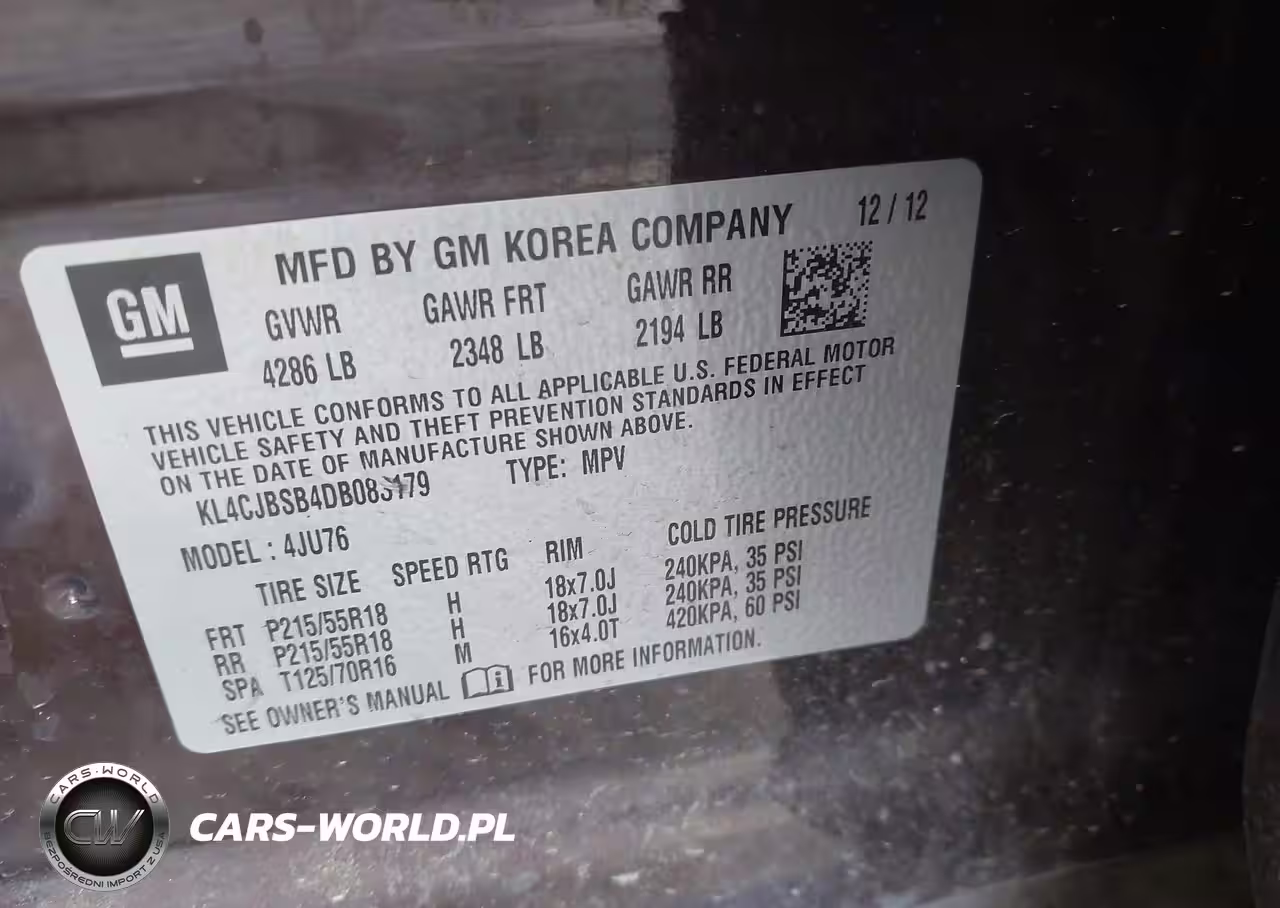 GM
MFD BY GM KOREA COMPANY 12 / 12
GVWR GAWR FRT GAWR RR
4286 LB 2348 LB 2194 LB
THIS VEHICLE CONFORMS TO ALL APPLICABLE U.S. FEDERAL MOTOR
VEHICLE SAFETY AND THEFT PREVENTION STANDARDS IN EFFECT
ON THE DATE OF MANUFACTURE SHOWN ABOVE.
KL4CJBSB4DB083179 TYPE: MPV
MODEL : 4JU76
TIRE SIZE SPEED RTG RIM COLD TIRE PRESSURE
FRT P215/55R18 H 18x7.0J 240KPA, 35 PSI
RR P215/55R18 H 18x7.0J 240KPA, 35 PSI
SPA T125/70R16 M 16x4.0T 420KPA, 60 PSI
SEE OWNER'S MANUAL i FOR MORE INFORMATION.
CARS-WORLD
CW
BEZPOŚREDNI IMPORT Z USA
CARS-WORLD.PL